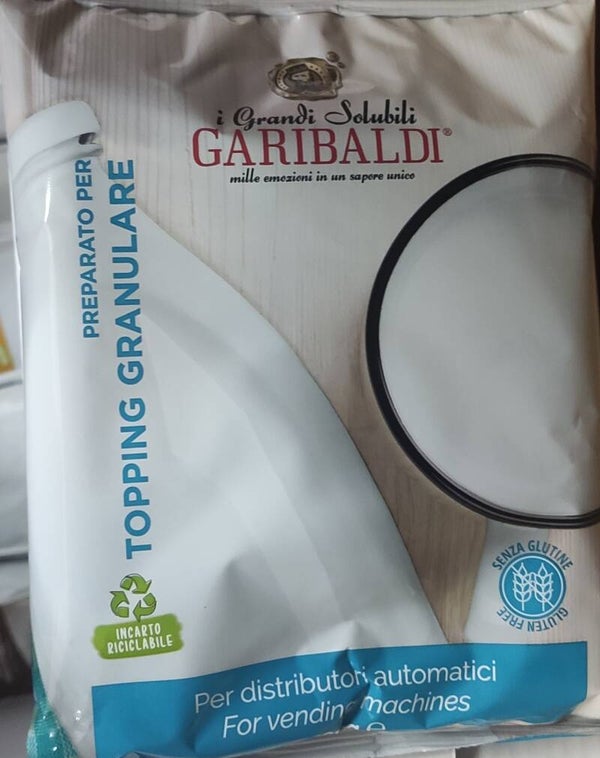 i Grandi Solubili
GARIBALDI®
mille emozioni in un sapore unico
PREPARATO PER
TOPPING GRANULARE
SENZA GLUTINE
GLUTEN FREE
INCARTO
RICICLABILE
Per distributori automatici
For vending machines